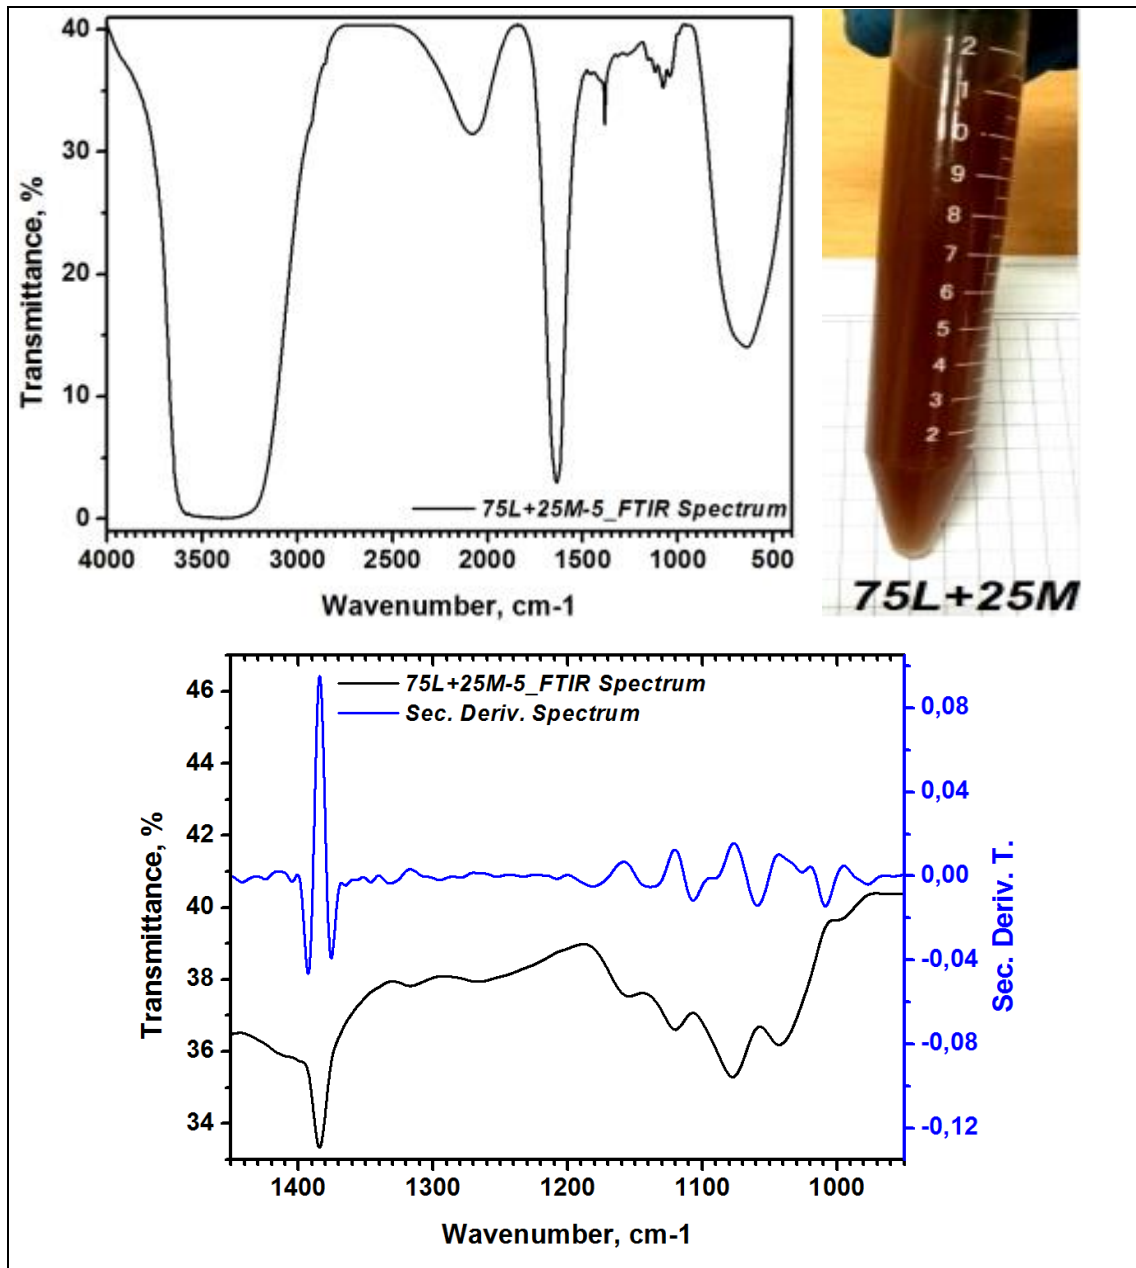 40
30
20
10
0
Transmittance, %
75L+25M-5_FTIR Spectrum
4000 3500 3000 2500 2000 1500 1000 500
Wavenumber, cm-1
12
1
0
9
8
7
6
5
4
3
2
75L+25M
46
44
42
40
38
36
34
Transmittance, %
75L+25M-5_FTIR Spectrum
Sec. Deriv. Spectrum
0,08
0,04
0,00
-0,04
-0,08
-0,12
Sec. Deriv. T.
1400 1300 1200 1100 1000
Wavenumber, cm-1